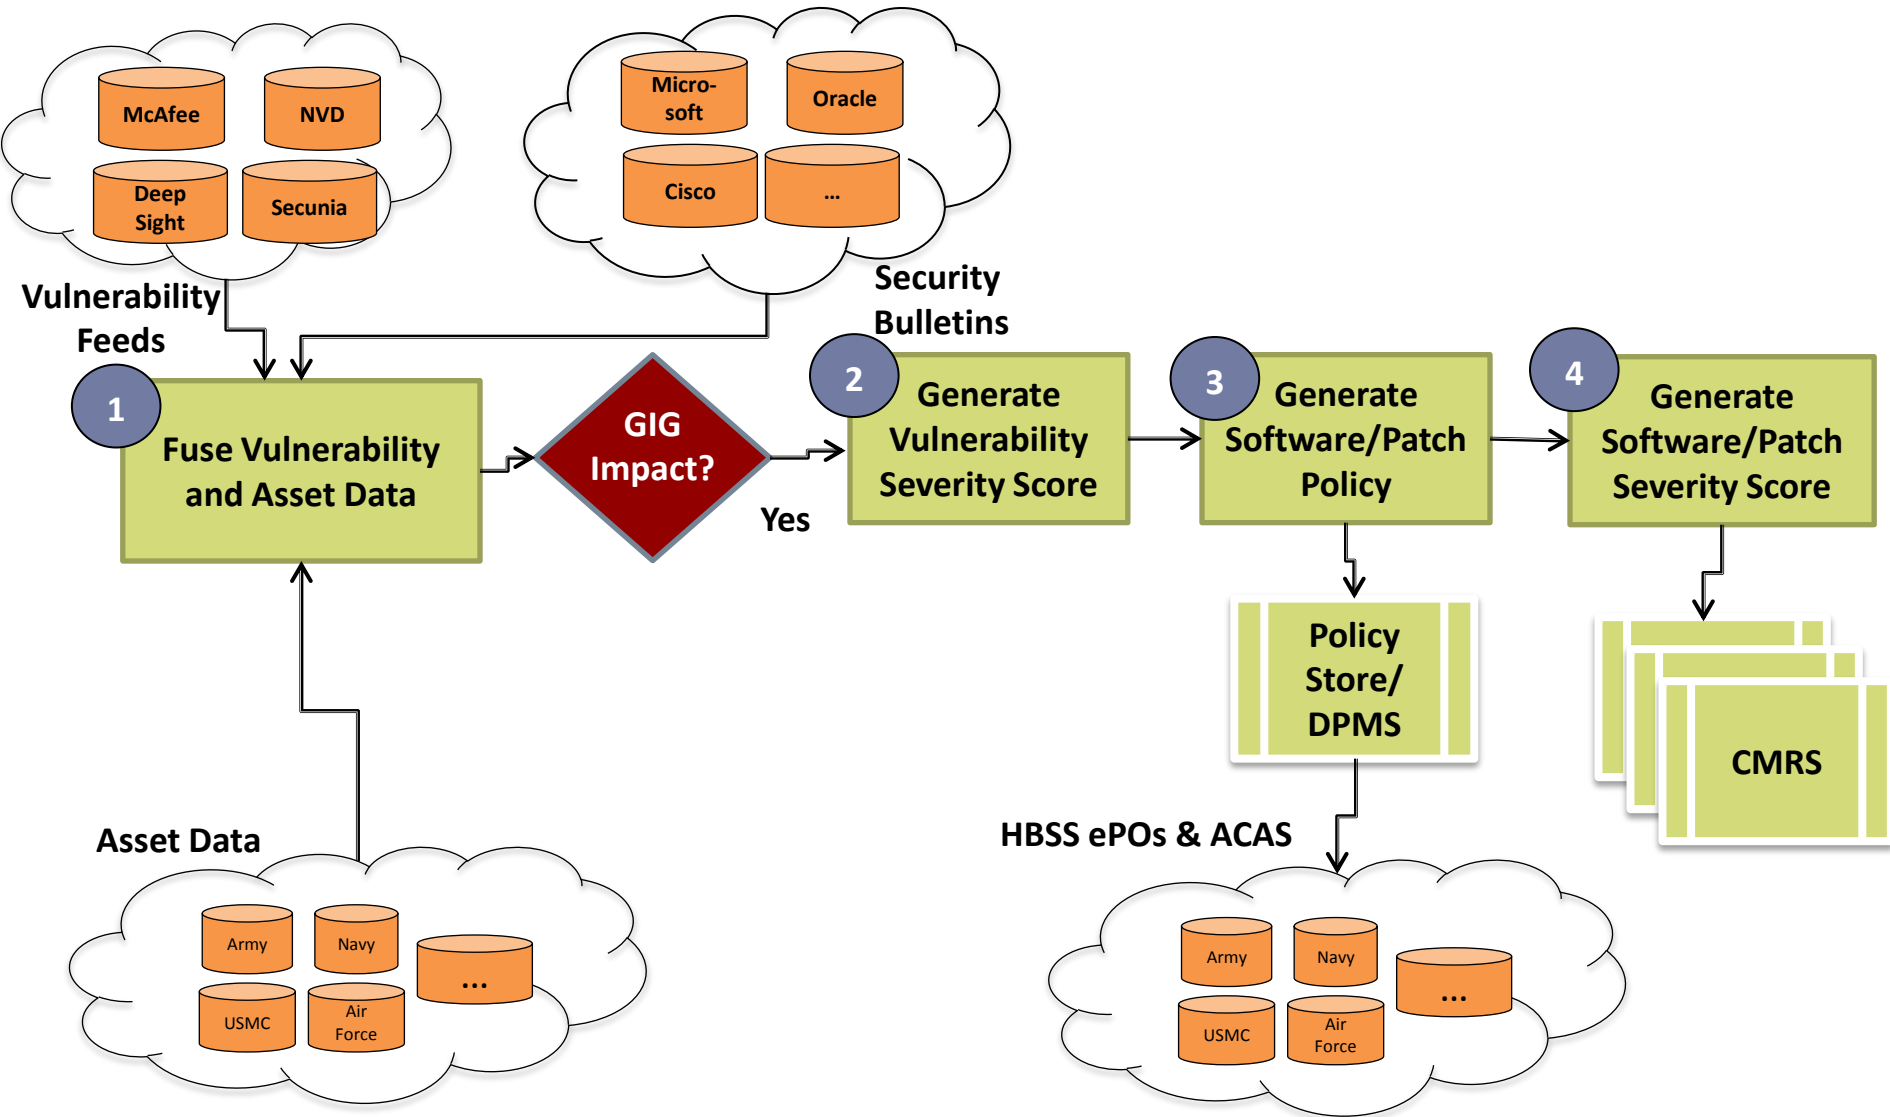 McAfee
NVD
Deep
Sight
Secunia
Micro-
soft
Oracle
Cisco
...
Vulnerability
Feeds
Security
Bulletins
1
Fuse Vulnerability
and Asset Data
GIG
Impact?
Yes
2
Generate
Vulnerability
Severity Score
3
Generate
Software/Patch
Policy
4
Generate
Software/Patch
Severity Score
Policy
Store/
DPMS
CMRS
Asset Data
Army
Navy
...
USMC
Air
Force
HBSS ePOs & ACAS
Army
Navy
...
USMC
Air
Force